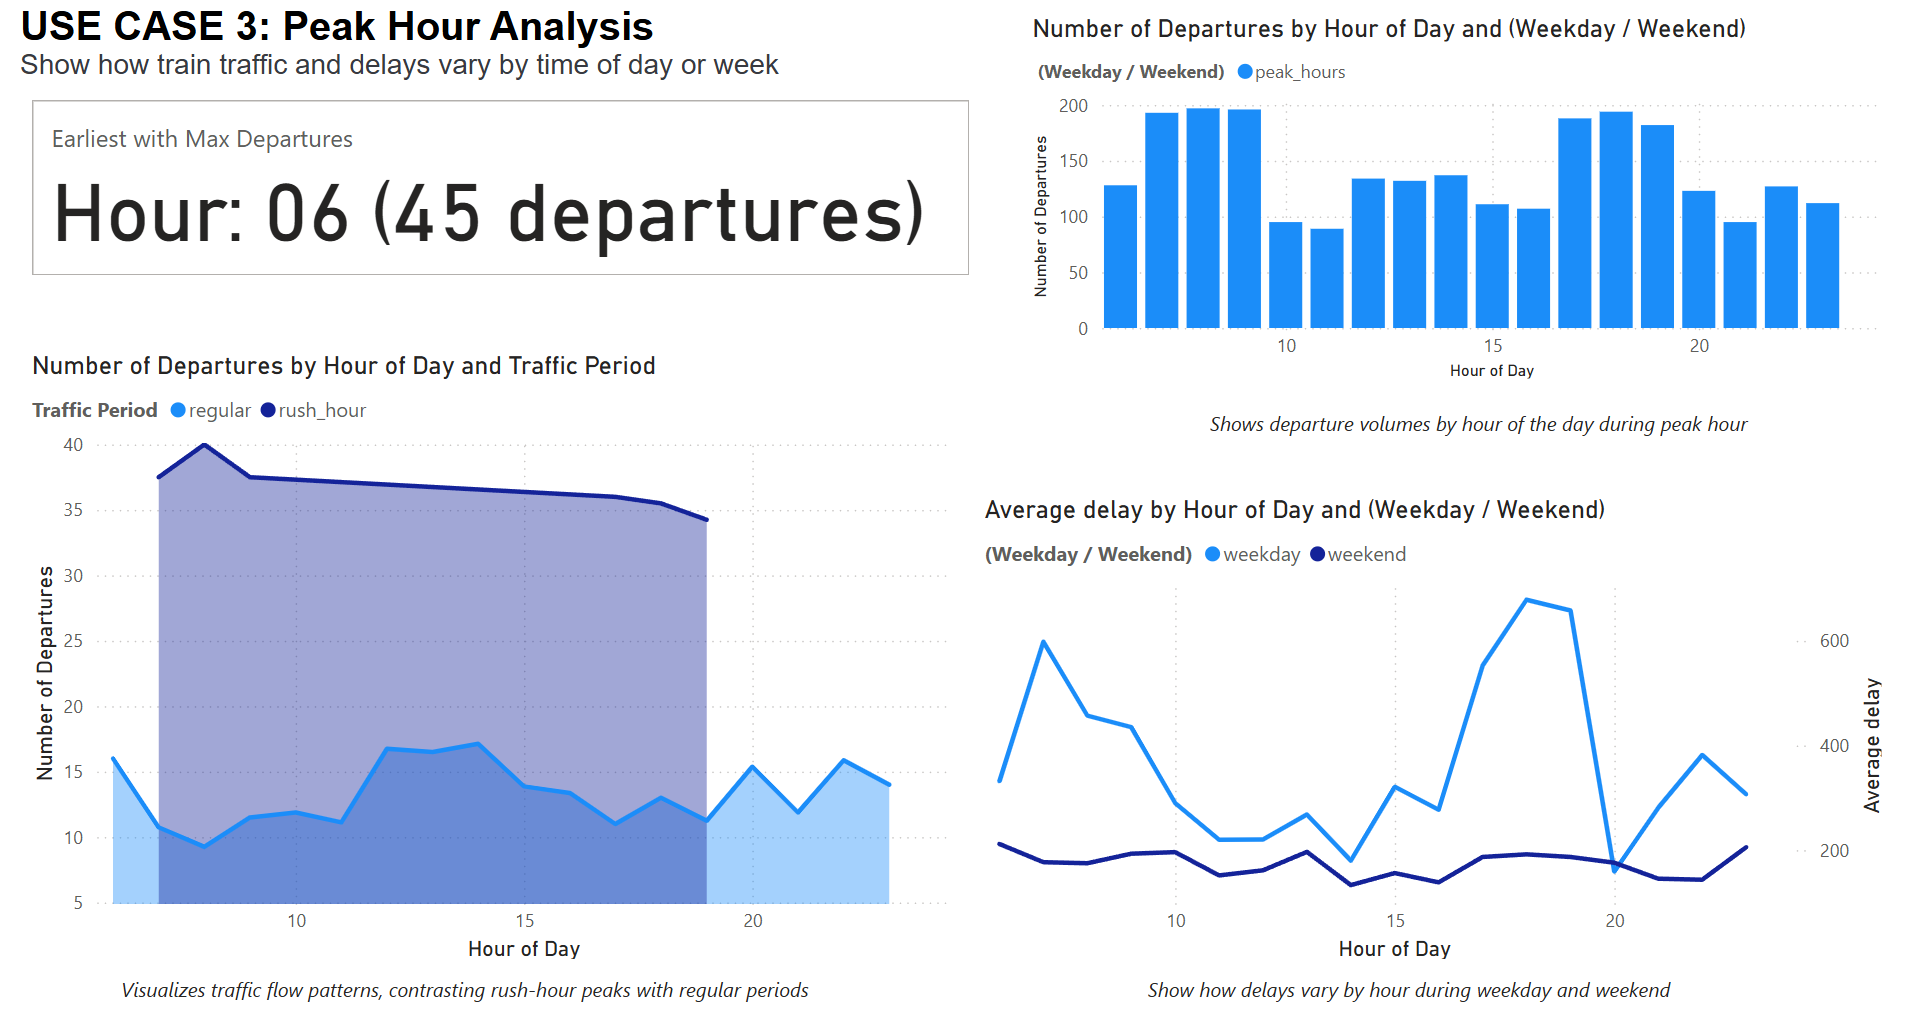 USE CASE 3: Peak Hour Analysis
Show how train traffic and delays vary by time of day or week
Earliest with Max Departures
Hour: 06 (45 departures)
Number of Departures by Hour of Day and (Weekday / Weekend)
(Weekday / Weekend) peak_hours
Number of Departures
200
150
100
50
0
10 15 20
Hour of Day
Shows departure volumes by hour of the day during peak hour
Number of Departures by Hour of Day and Traffic Period
Traffic Period regular rush_hour
Number of Departures
40
35
30
25
20
15
10
5
10 15 20
Hour of Day
Visualizes traffic flow patterns, contrasting rush-hour peaks with regular periods
Average delay by Hour of Day and (Weekday / Weekend)
(Weekday / Weekend) weekday weekend
600
400
200
Average delay
10 15 20
Hour of Day
Show how delays vary by hour during weekday and weekend